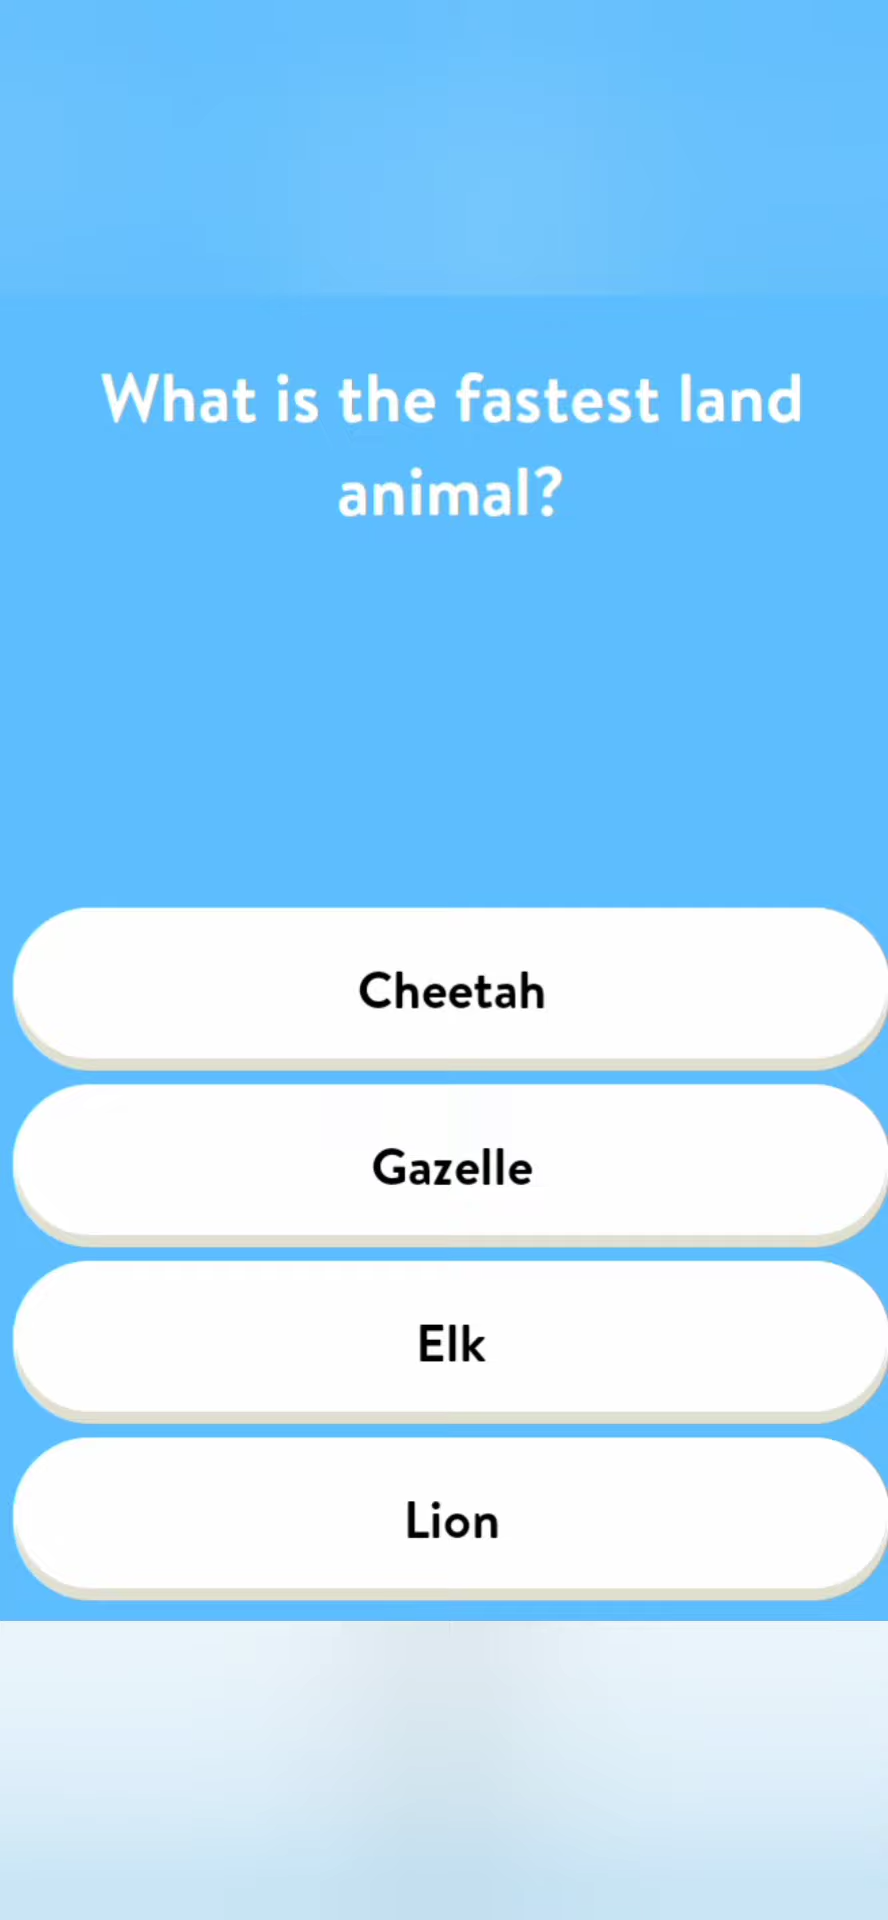 What is the fastest land
animal?
Cheetah
Gazelle
Elk
Lion